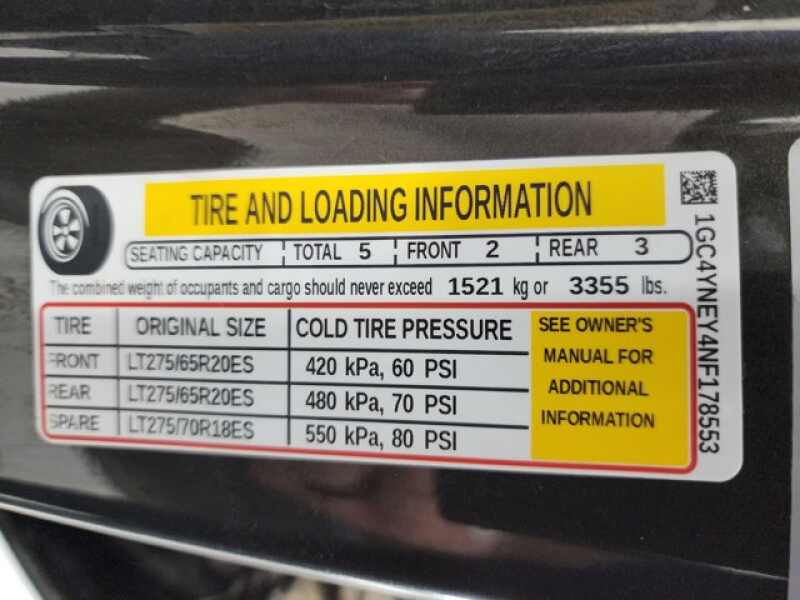 TIRE AND LOADING INFORMATION
SEATING CAPACITY TOTAL 5 FRONT 2 REAR 3
The combined weight of occupants and cargo should never exceed 1521 kg or 3355 lbs.
TIRE ORIGINAL SIZE COLD TIRE PRESSURE
FRONT LT275/65R20ES 420 kPa, 60 PSI
REAR LT275/65R20ES 480 kPa, 70 PSI
SPARE LT275/70R18ES 550 kPa, 80 PSI
SEE OWNER'S
MANUAL FOR
ADDITIONAL
INFORMATION
1GC4YNEY4NF178553